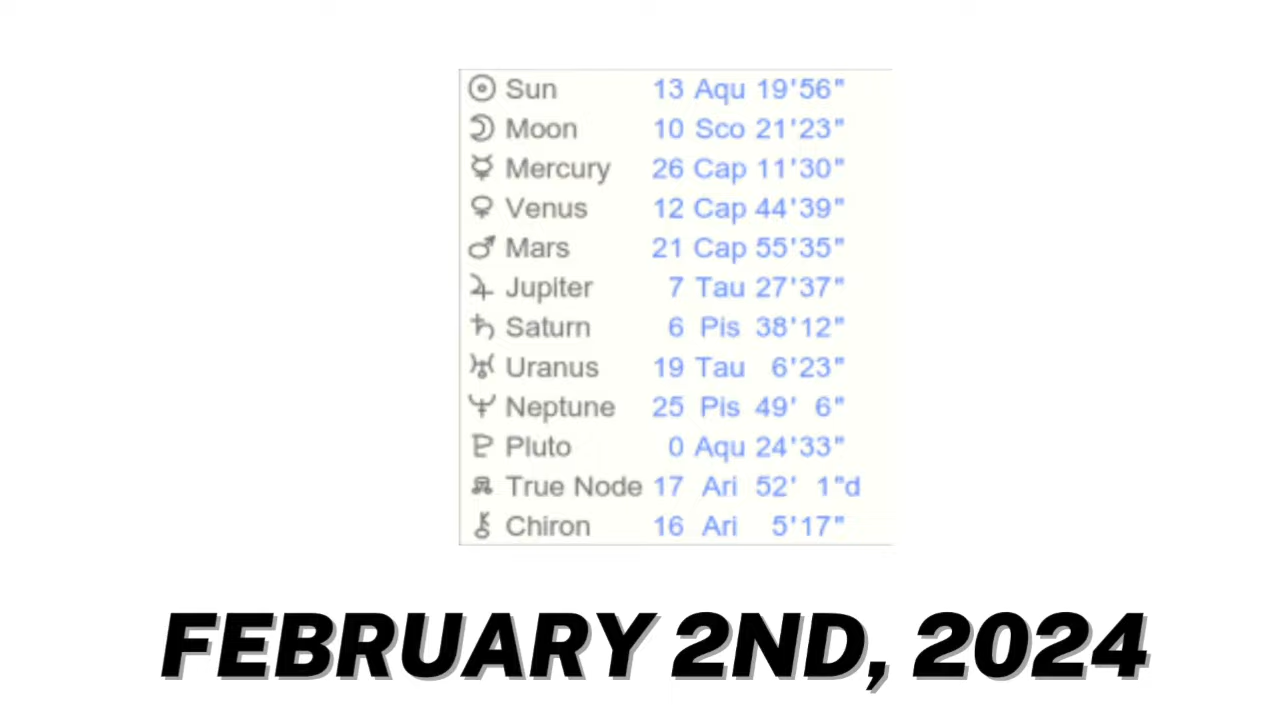 Sun 13 Aqu 19'56"
Moon 10 Sco 21'23"
Mercury 26 Cap 11'30"
Venus 12 Cap 44'39"
Mars 21 Cap 55'35"
Jupiter 7 Tau 27'37"
Saturn 6 Pis 38'12"
Uranus 19 Tau 6'23"
Neptune 25 Pis 49' 6"
Pluto 0 Aqu 24'33"
True Node 17 Ari 52' 1"d
Chiron 16 Ari 5'17"
FEBRUARY 2ND, 2024